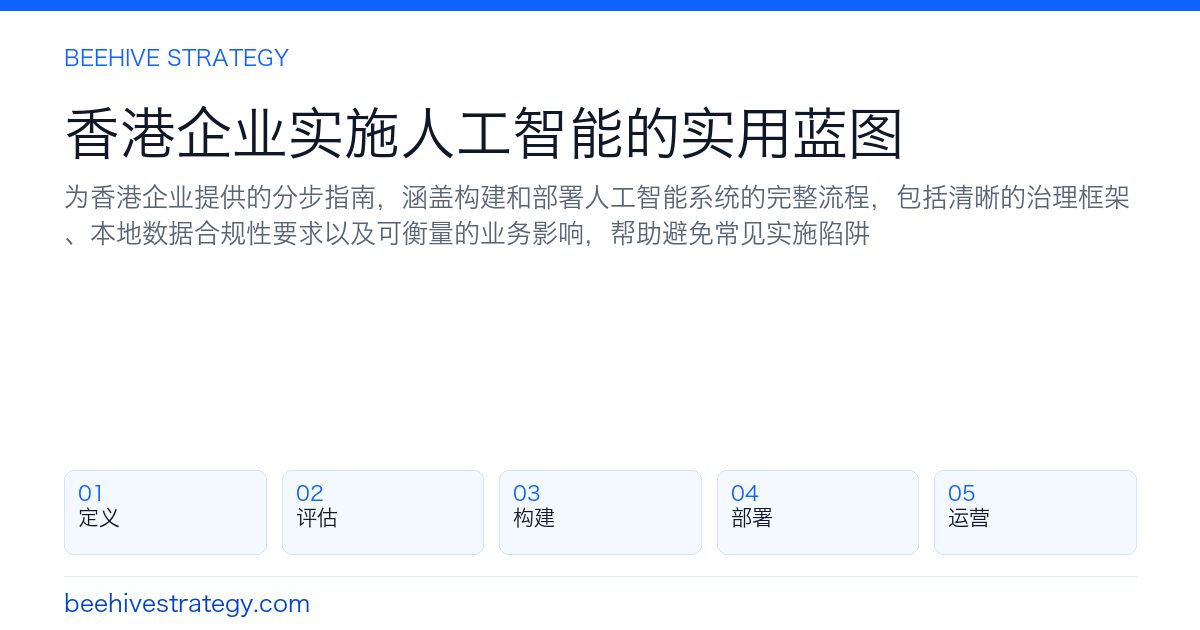 BEEHIVE STRATEGY
香港企业实施人工智能的实用蓝图
为香港企业提供的分步指南，涵盖构建和部署人工智能系统的完整流程，包括清晰的治理框架
、本地数据合规性要求以及可衡量的业务影响，帮助避免常见实施陷阱
01
定义
02
评估
03
构建
04
部署
05
运营
beehivestrategy.com